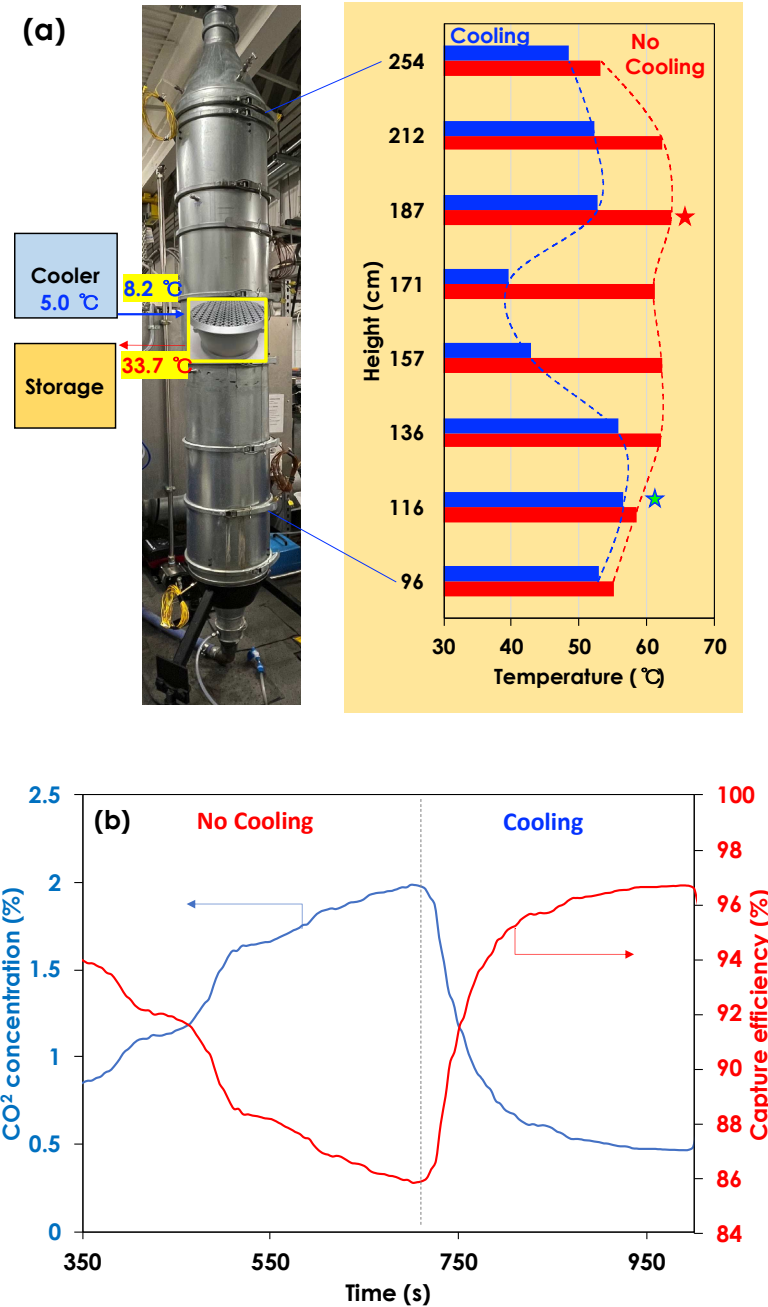 (a)
Cooling
No
Cooling
254
212
187
171
157
136
116
96
Height (cm)
30 40 50 60 70
Temperature (℃)
Cooler
5.0 ℃
8.2 ℃
33.7 ℃
Storage
(b)
No Cooling
Cooling
2.5
2
1.5
1
0.5
0
CO2 concentration (%)
100
98
96
94
92
90
88
86
84
Capture efficiency (%)
350 550 750 950
Time (s)